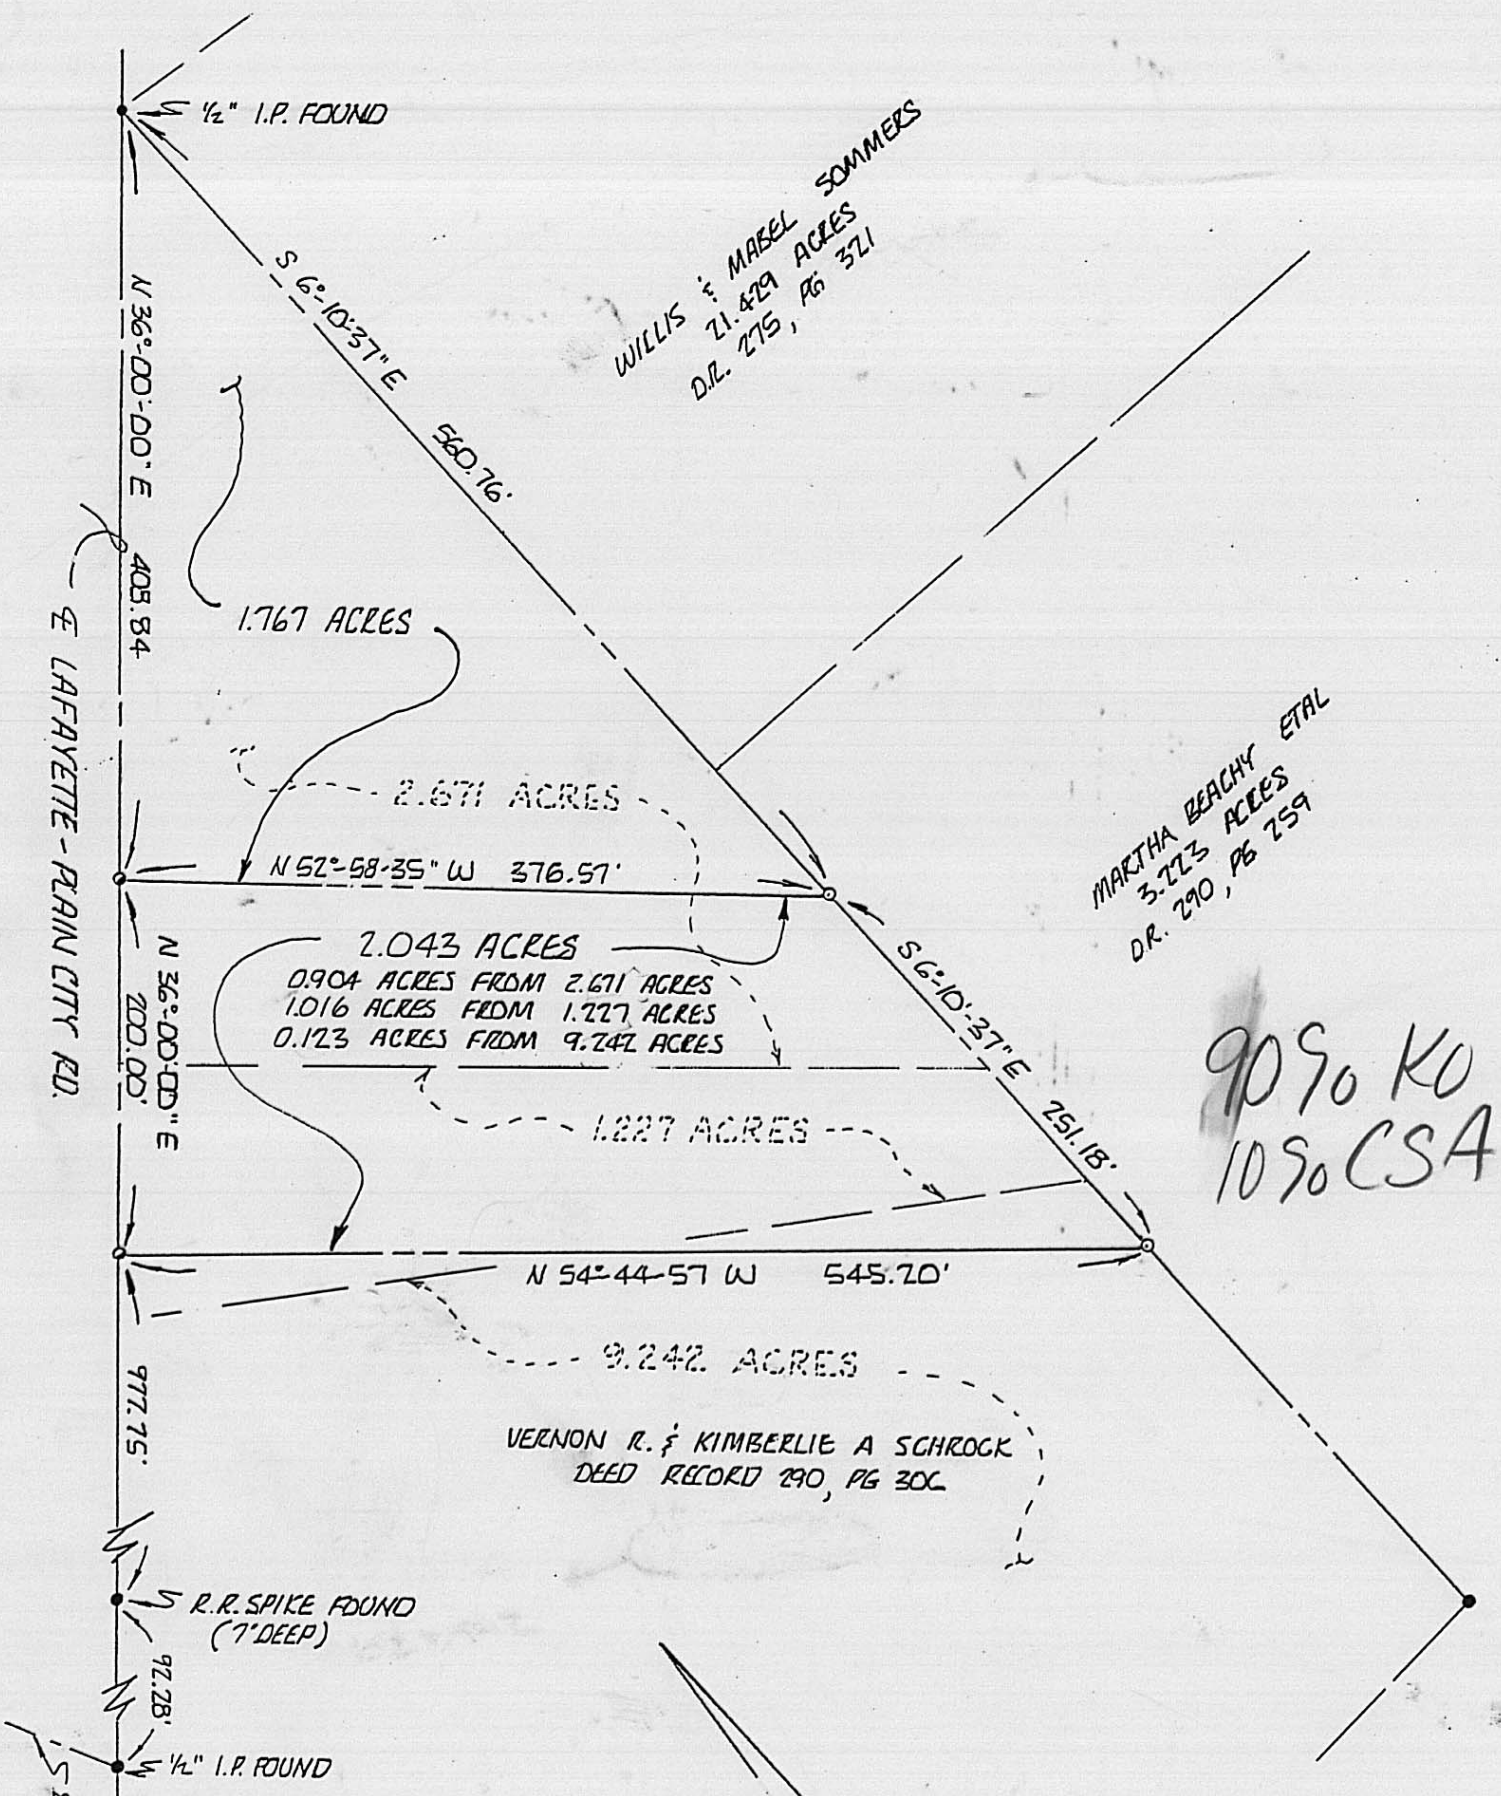 1/2" I.P. FOUND
WILLIS & MABEL SOMMERS
21.429 ACRES
D.R. 275, PG 321
S 6°-10'-37" E
560.76'
N 36°-00'-00" E 408.84
1.767 ACRES
℄ LAFAYETTE - PLAIN CITY RD.
2.671 ACRES
MARTHA BEACHY ETAL
3.223 ACRES
D.R. 290, PG 259
N 52°-58-35" W 376.57'
2.043 ACRES
0.904 ACRES FROM 2.671 ACRES
1.016 ACRES FROM 1.227 ACRES
0.123 ACRES FROM 9.242 ACRES
N 36°-00'-00" E
200.00'
S 6°-10'-37" E 251.18'
90% KO
10% CSA
1.227 ACRES
N 54°-44-57 W 545.20'
9.242 ACRES
977.75'
VERNON R. & KIMBERLIE A SCHROCK
DEED RECORD 290, PG 306
R.R. SPIKE FOUND
(7" DEEP)
92.28'
1/2" I.P. FOUND